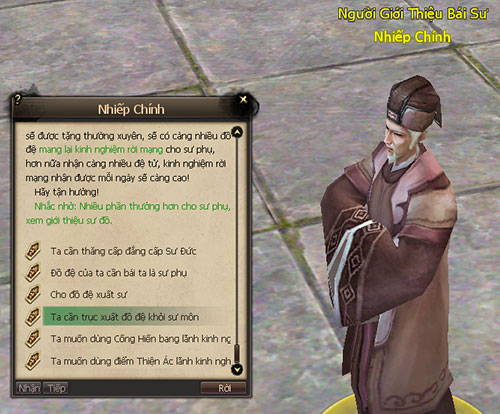 Người Giới Thiệu Bái Sư
Nhiếp Chính
?
Nhiếp Chính
x
sẽ được tặng thường xuyên, sẽ có càng nhiều đồ
đệ mang lại kinh nghiệm rời mạng cho sư phụ,
hơn nữa nhận càng nhiều đệ tử, kinh nghiệm rời
mạng nhận được mỗi ngày sẽ càng cao!
Hãy tận hưởng!
Nhắc nhở: Nhiều phần thưởng hơn cho sư phụ,
xem giới thiệu sư đồ.
Ta cần thăng cấp đẳng cấp Sư Đức
Đồ đệ của ta cần bái ta là sư phụ
Cho đồ đệ xuất sư
Ta cần trục xuất đồ đệ khỏi sư môn
Ta muốn dùng Cống Hiến bang lãnh kinh ng
Ta muốn dùng điểm Thiện Ác lãnh kinh ngh
Nhận Tiếp Rời